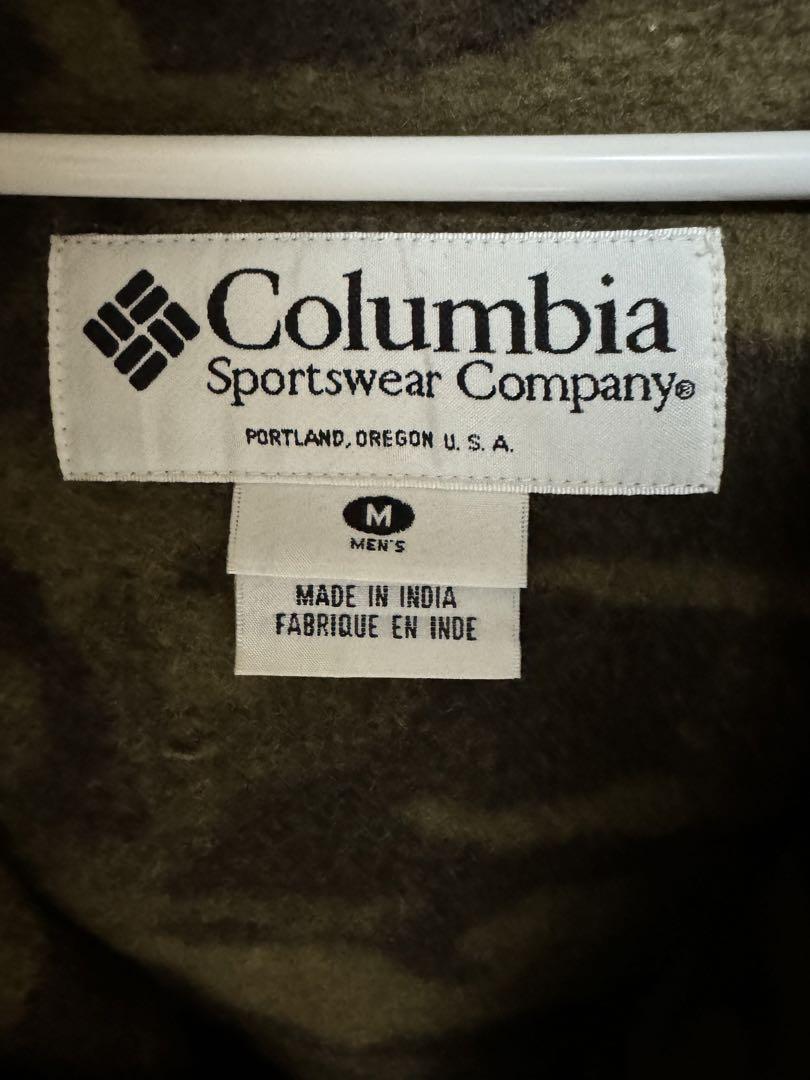 Columbia
Sportswear Company®
PORTLAND, OREGON U. S. A.
M
MEN'S
MADE IN INDIA
FABRIQUE EN INDE